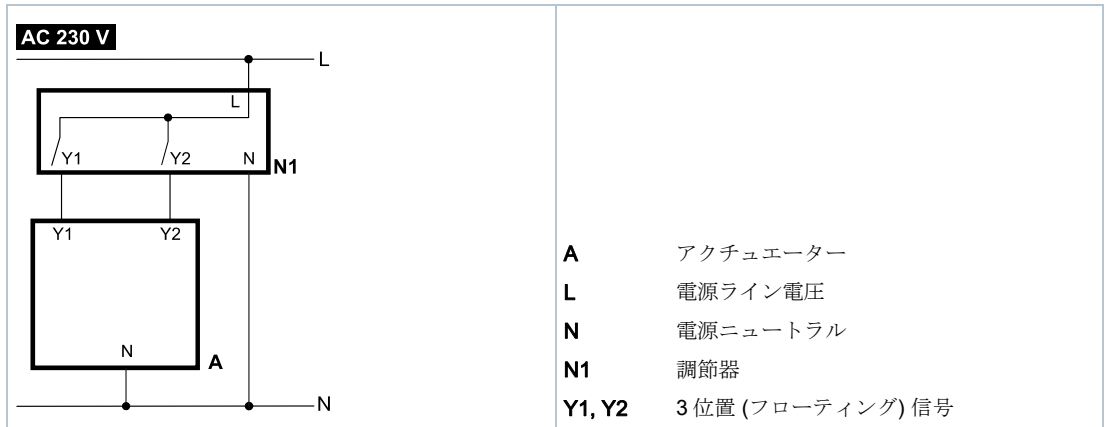 AC 230 V
L
L
Y1 Y2 N
N1
Y1 Y2
N
A
N
A アクチュエーター
L 電源ライン電圧
N 電源ニュートラル
N1 調節器
Y1, Y2 3 位置 (フローティング) 信号